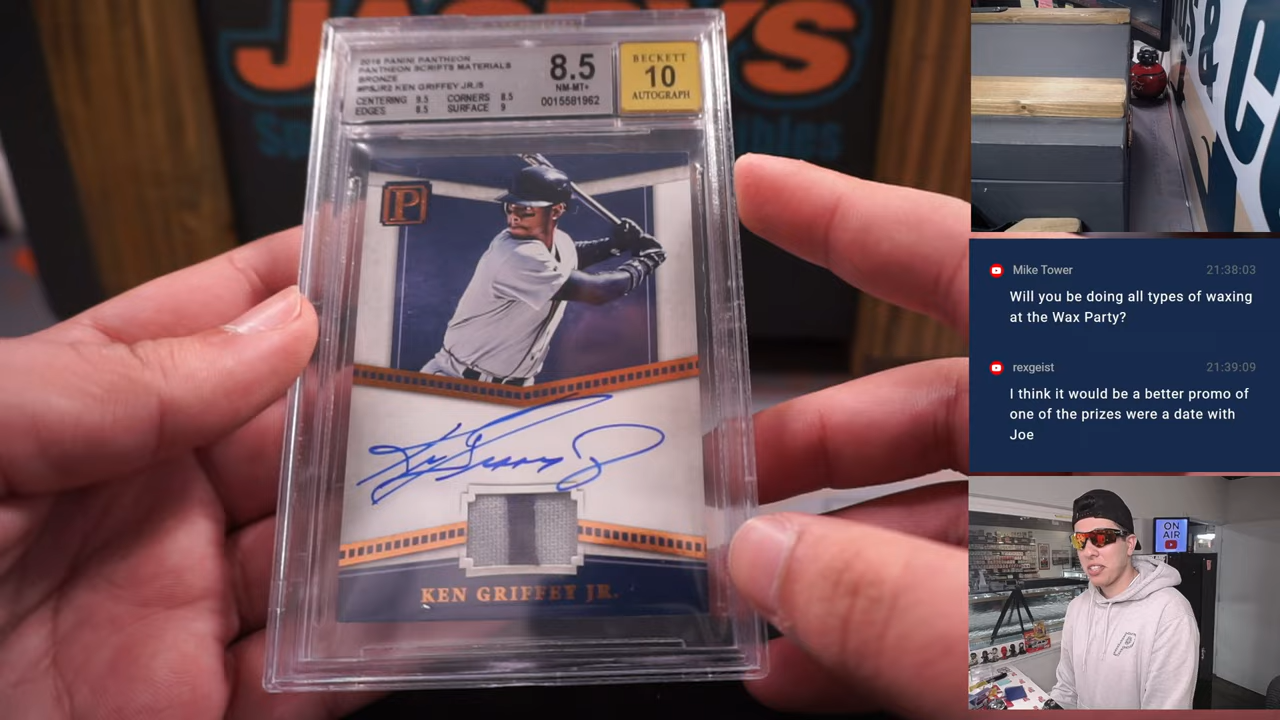 JASPYS
2016 PANINI PANTHEON
PANTHEON SCRIPTS MATERIALS
BRONZE
#PSJR2 KEN GRIFFEY JR./5
CENTERING 9.5 CORNERS 8.5
EDGES 8.5 SURFACE 9
8.5
NM-MT+
0015581962
BECKETT
10
AUTOGRAPH
P
KEN GRIFFEY JR.
&
Mike Tower 21:38:03
Will you be doing all types of waxing
at the Wax Party?
rexgeist 21:39:09
I think it would be a better promo of
one of the prizes were a date with
Joe
ON
AIR
P